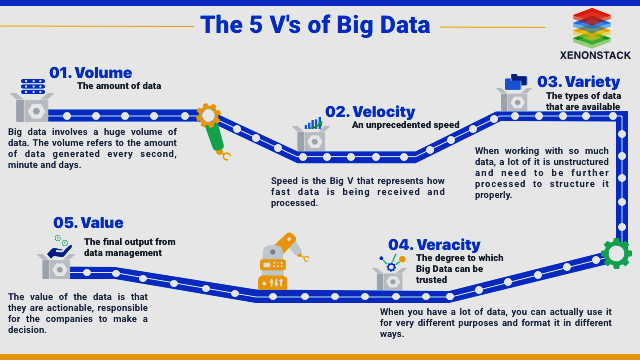 The 5 V's of Big Data
XENONSTACK
01. Volume
The amount of data
Big data involves a huge volume of
data. The volume refers to the amount
of data generated every second,
minute and days.
02. Velocity
An unprecedented speed
Speed is the Big V that represents how
fast data is being received and
processed.
03. Variety
The types of data
that are available
When working with so much
data, a lot of it is unstructured
and need to be further
processed to structure it
properly.
04. Veracity
The degree to which
Big Data can be
trusted
When you have a lot of data, you can actually use it
for very different purposes and format it in different
ways.
05. Value
The final output from
data management
The value of the data is that
they are actionable, responsible
for the companies to make a
decision.